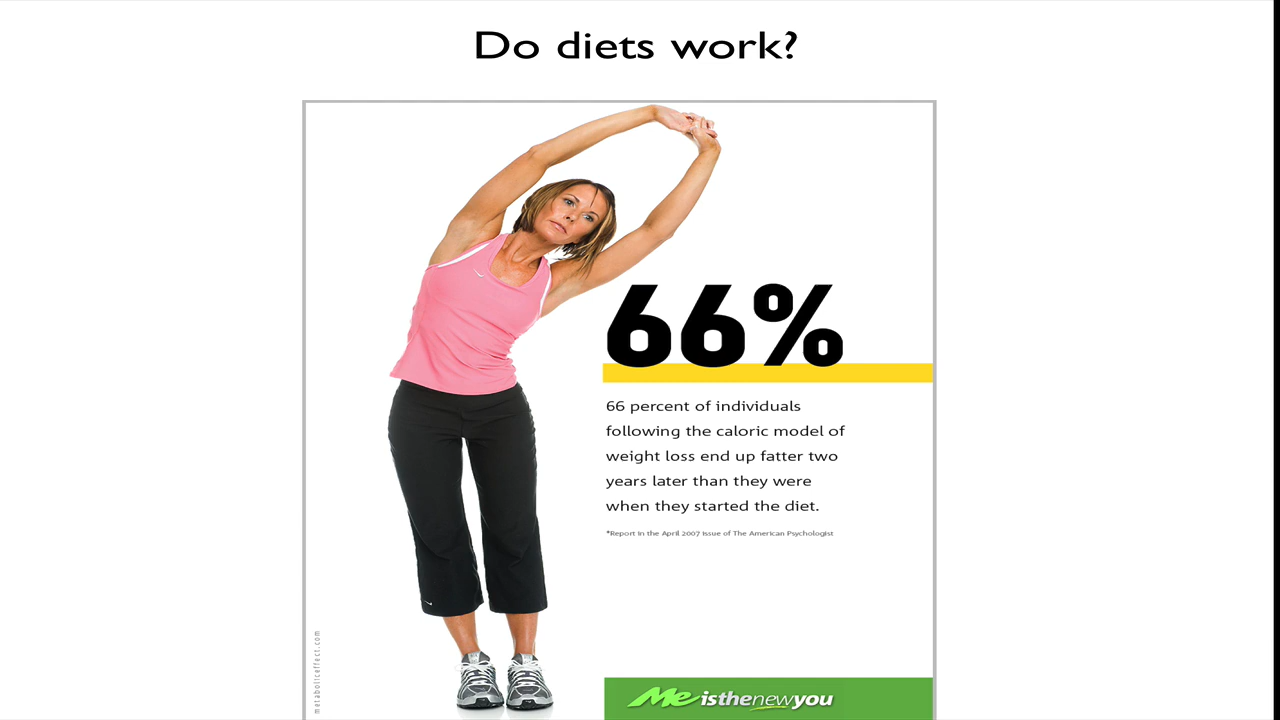 Do diets work?
66%
66 percent of individuals
following the caloric model of
weight loss end up fatter two
years later than they were
when they started the diet.
*Report in the April 2007 issue of The American Psychologist
metaboliceffect.com
Me isthenewyou